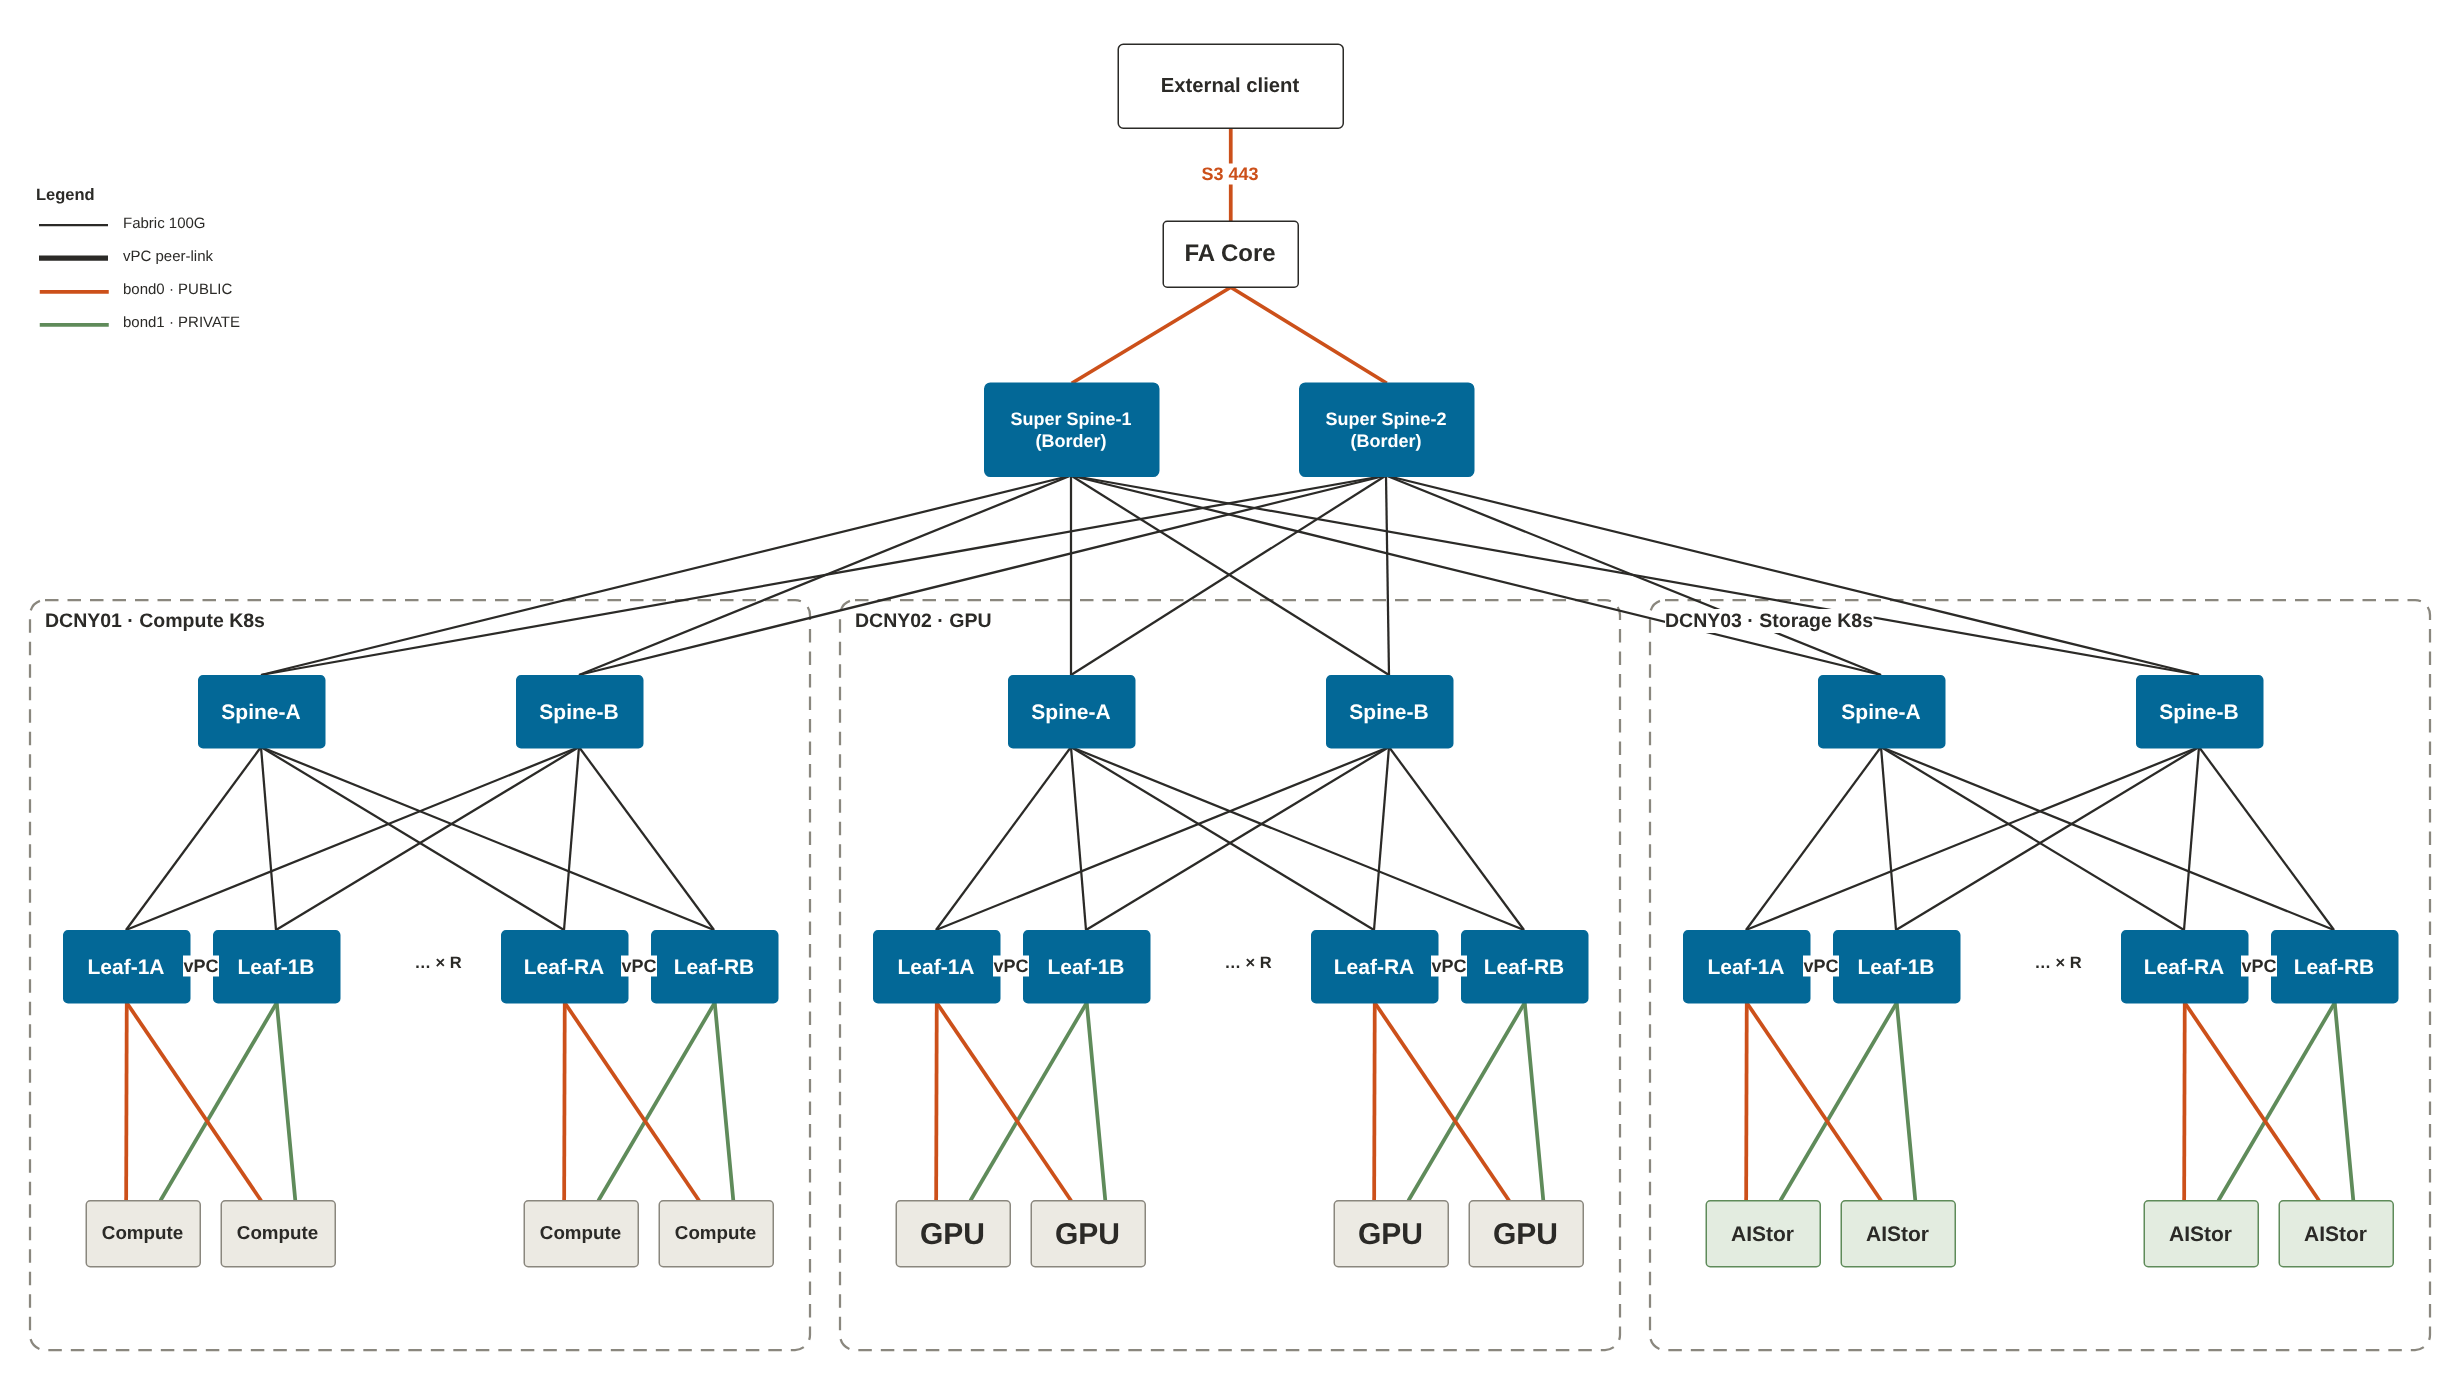 External client
S3 443
Legend
Fabric 100G
vPC peer-link
bond0 · PUBLIC
bond1 · PRIVATE
FA Core
Super Spine-1
(Border)
Super Spine-2
(Border)
DCNY01 · Compute K8s
DCNY02 · GPU
DCNY03 · Storage K8s
Spine-A
Spine-B
Spine-A
Spine-B
Spine-A
Spine-B
Leaf-1A
vPC
Leaf-1B
... × R
Leaf-RA
vPC
Leaf-RB
Leaf-1A
vPC
Leaf-1B
... × R
Leaf-RA
vPC
Leaf-RB
Leaf-1A
vPC
Leaf-1B
... × R
Leaf-RA
vPC
Leaf-RB
Compute
Compute
Compute
Compute
GPU
GPU
GPU
GPU
AIStor
AIStor
AIStor
AIStor